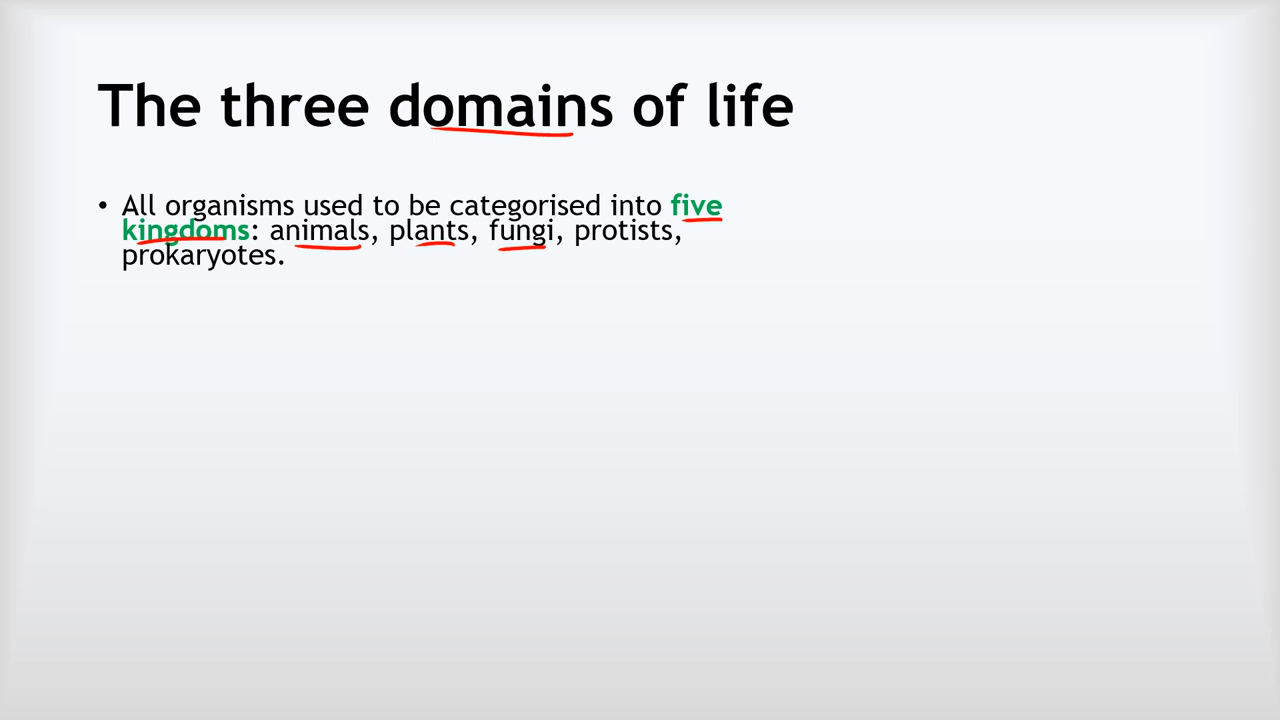 The three domains of life
• All organisms used to be categorised into five
kingdoms: animals, plants, fungi, protists,
prokaryotes.